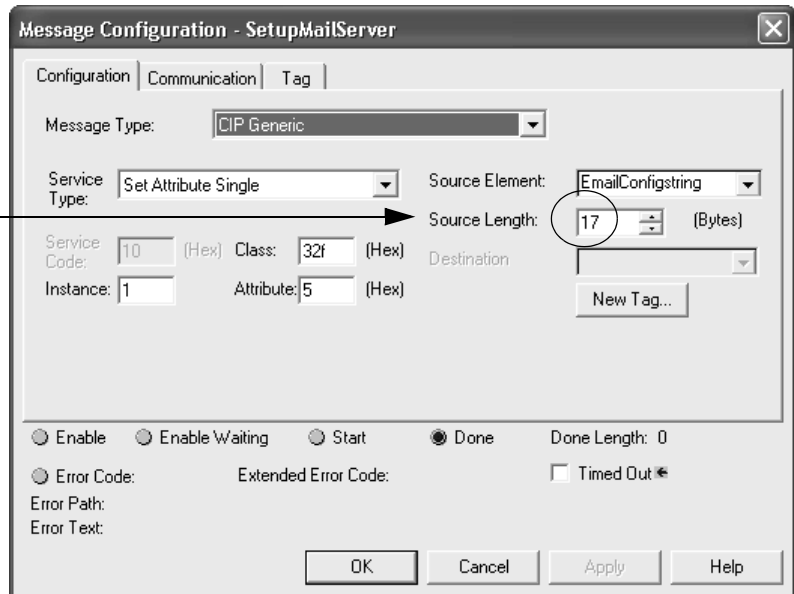 Message Configuration - SetupMailServer
Configuration Communication Tag
Message Type: CIP Generic
Service Type: Set Attribute Single
Source Element: EmailConfigstring
Source Length: 17 (Bytes)
Service Code: 10 (Hex) Class: 32f (Hex)
Destination
Instance: 1 Attribute: 5 (Hex)
New Tag...
Enable Enable Waiting Start Done Done Length: 0
Error Code: Extended Error Code: Timed Out
Error Path:
Error Text:
OK Cancel Apply Help